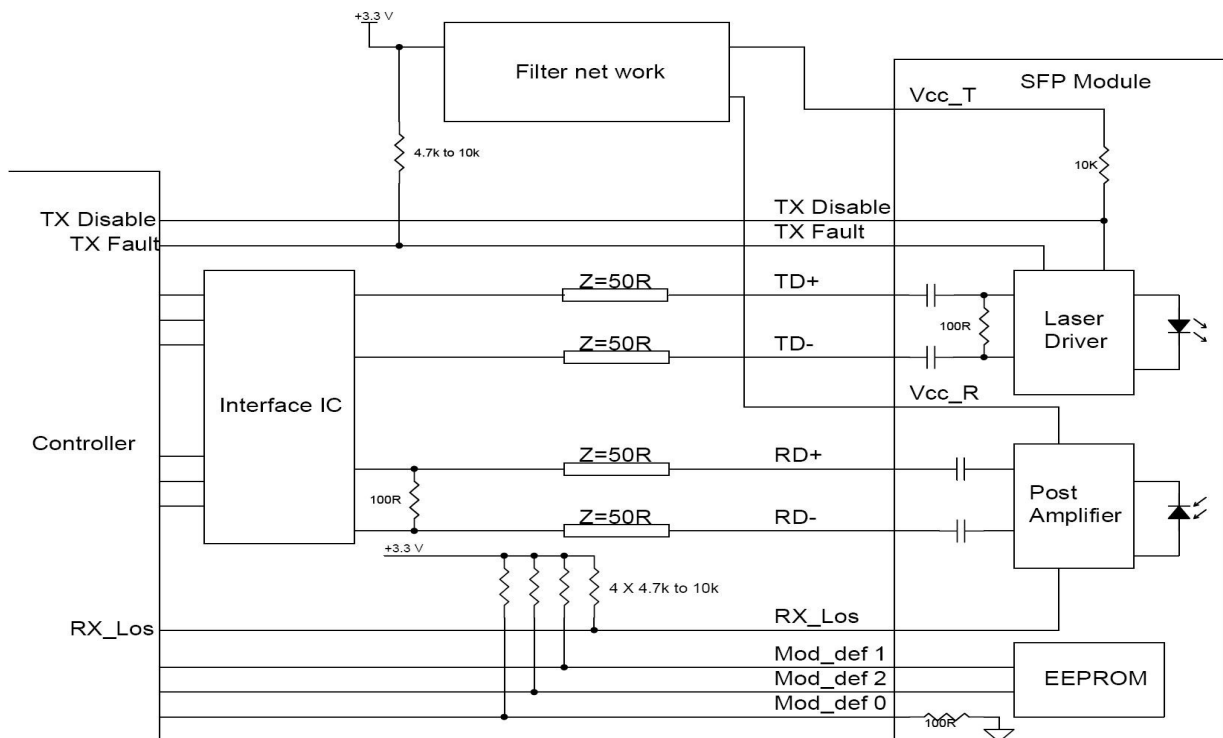 +3.3 V
Filter net work
SFP Module
Vcc_T
4.7k to 10k
10K
TX Disable
TX Disable
TX Fault
TX Fault
Z=50R
TD+
100R
Laser
Driver
Z=50R
TD-
Interface IC
Vcc_R
Controller
Z=50R
RD+
100R
Post
Amplifier
Z=50R
RD-
+3.3 V
4 X 4.7k to 10k
RX_Los
RX_Los
Mod_def 1
EEPROM
Mod_def 2
Mod_def 0
100R